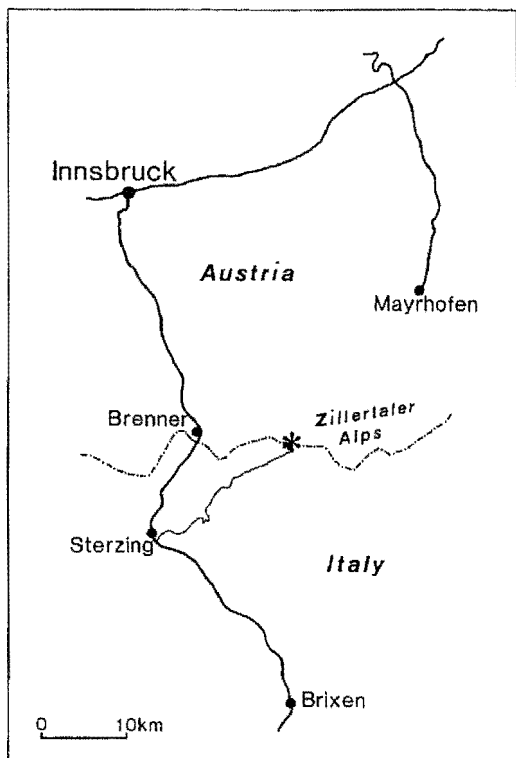 Innsbruck
Austria
Mayrhofen
Brenner
Zillertaler
Alps
*
Sterzing
Italy
Brixen
0 10km